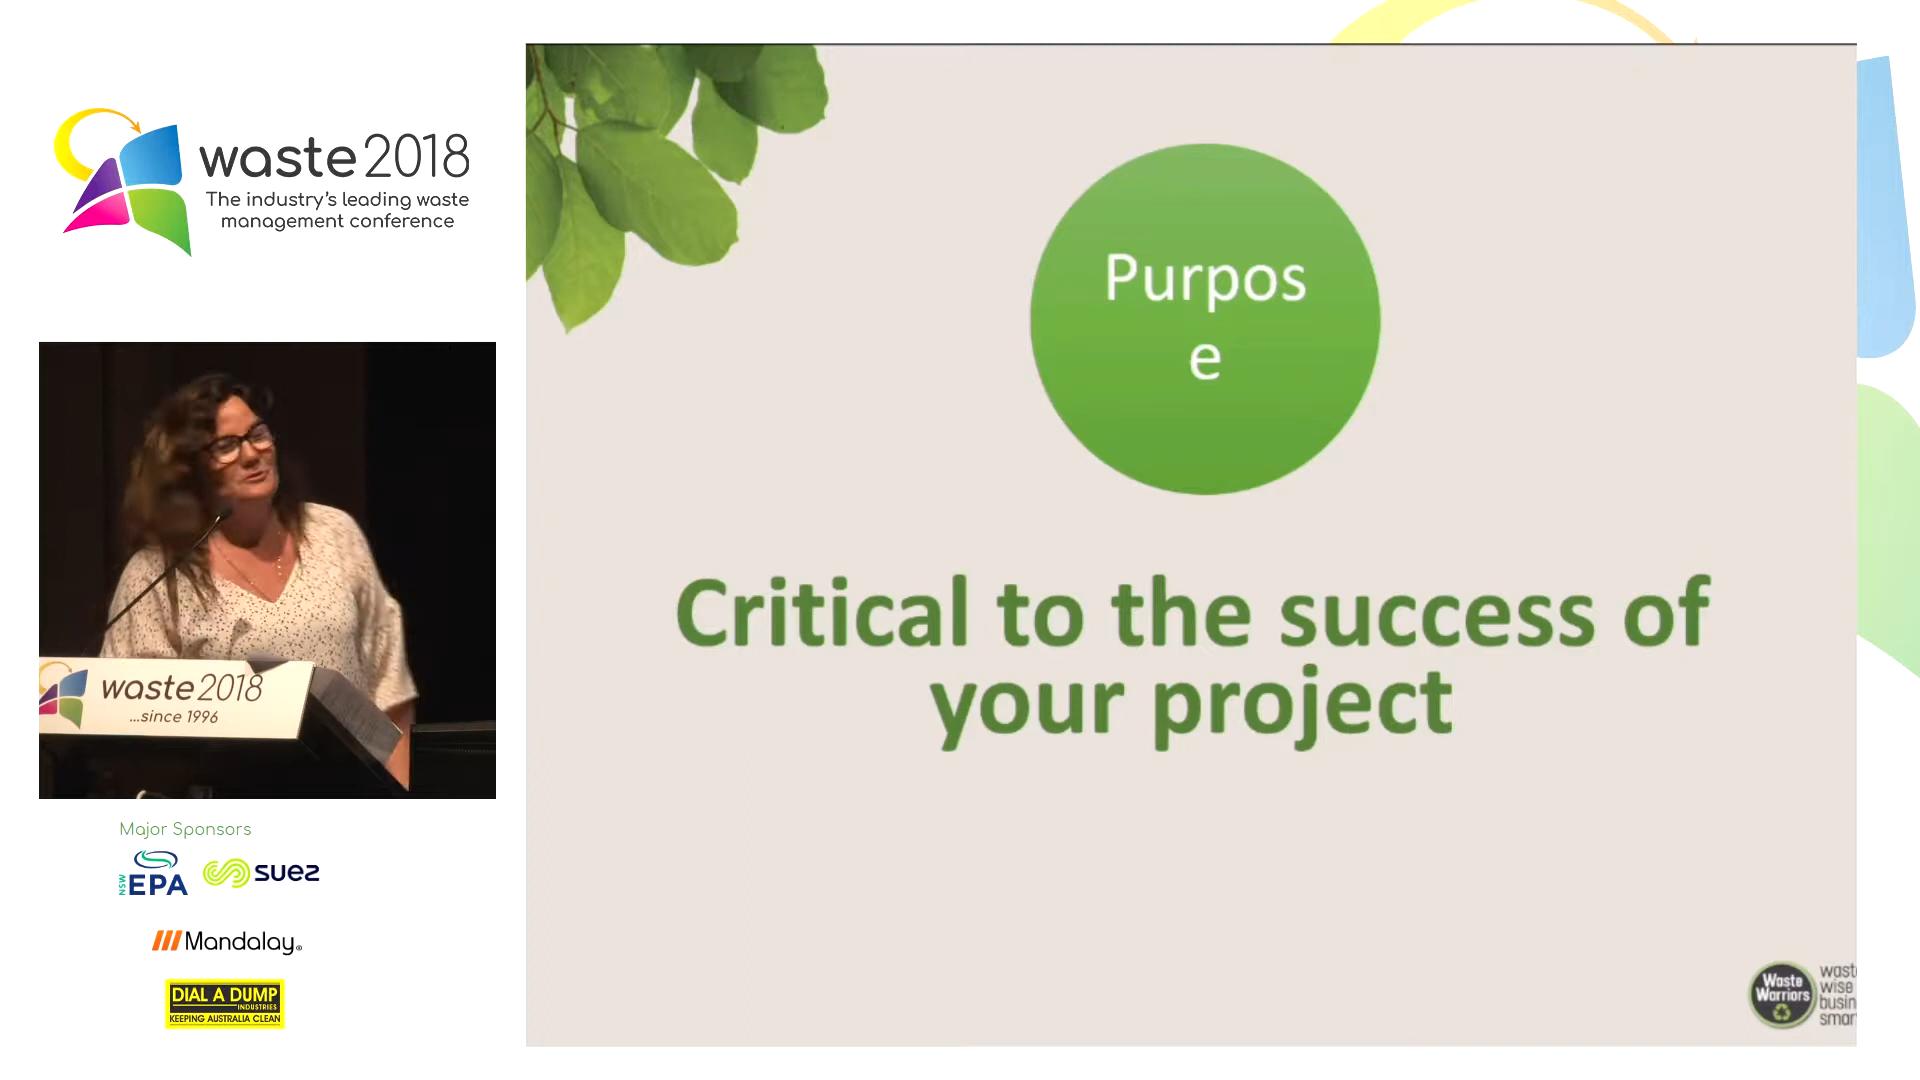 waste2018
The industry's leading waste
management conference
Purpos
e
Critical to the success of
your project
waste2018
...since 1996
Major Sponsors
NSW
EPA
suez
Mandalay®
DIAL A DUMP
INDUSTRIES
KEEPING AUSTRALIA CLEAN
Waste
Warriors
wast
wise
busin
smar